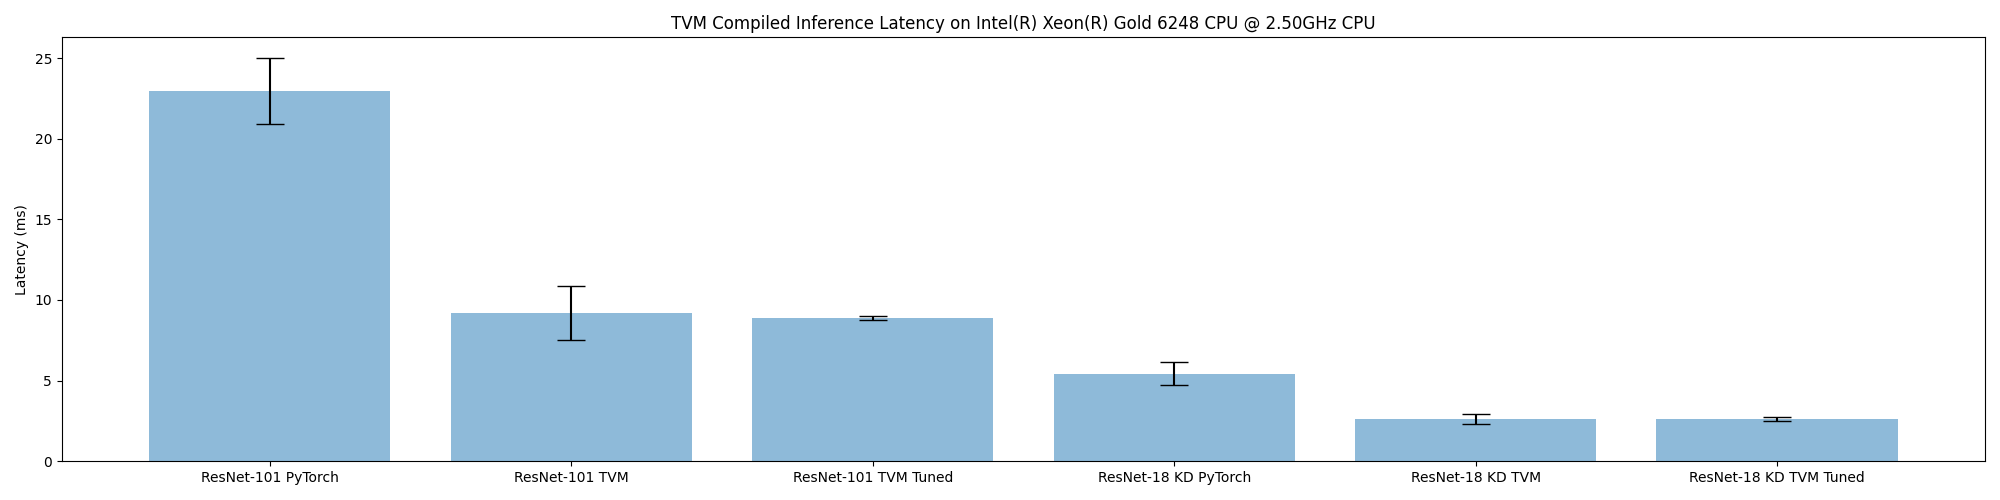 TVM Compiled Inference Latency on Intel(R) Xeon(R) Gold 6248 CPU @ 2.50GHz CPU
Latency (ms)
25
20
15
10
5
0
ResNet-101 PyTorch
ResNet-101 TVM
ResNet-101 TVM Tuned
ResNet-18 KD PyTorch
ResNet-18 KD TVM
ResNet-18 KD TVM Tuned